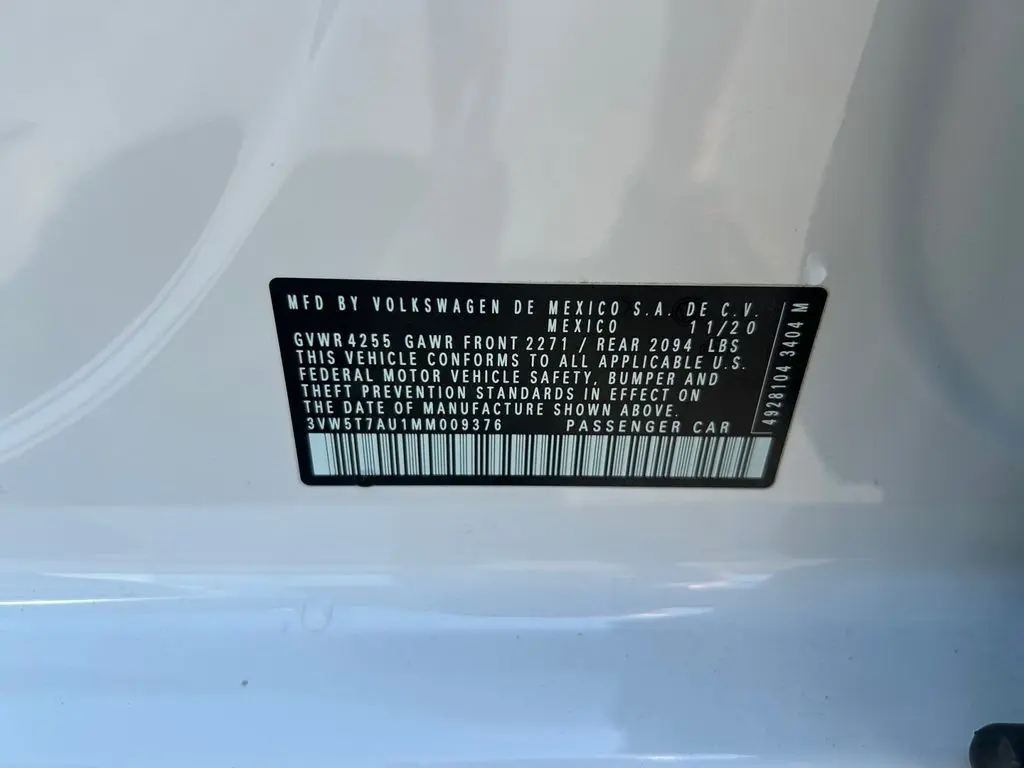 MFD BY VOLKSWAGEN DE MEXICO S.A. DE C.V.
MEXICO 11/20
GVWR 4255 GAWR FRONT 2271 / REAR 2094 LBS
THIS VEHICLE CONFORMS TO ALL APPLICABLE U.S.
FEDERAL MOTOR VEHICLE SAFETY, BUMPER AND
THEFT PREVENTION STANDARDS IN EFFECT ON
THE DATE OF MANUFACTURE SHOWN ABOVE.
3VW5T7AU1MM009376 PASSENGER CAR
4928104 3404 M